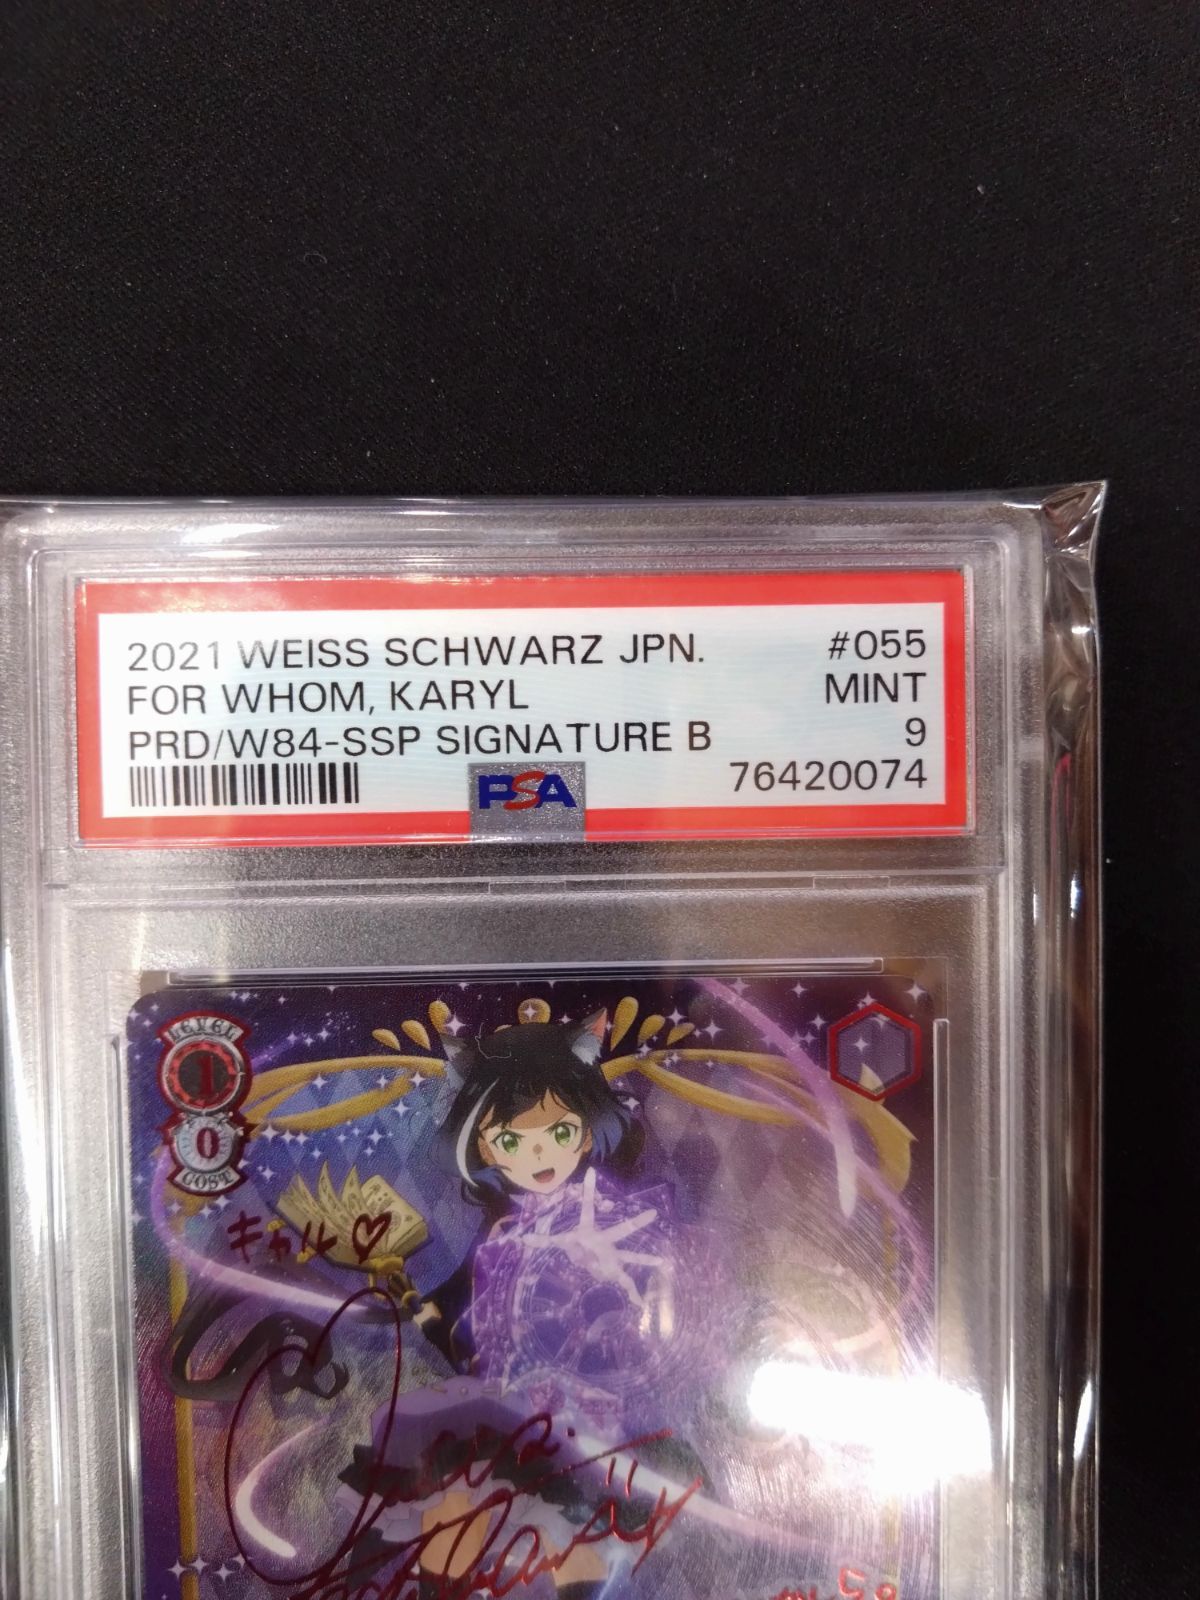 2021 WEISS SCHWARZ JPN. #055
FOR WHOM, KARYL MINT
PRD/W84-SSP SIGNATURE B 9
76420074
PSA
LEVEL
1
0
COST
キャル♡